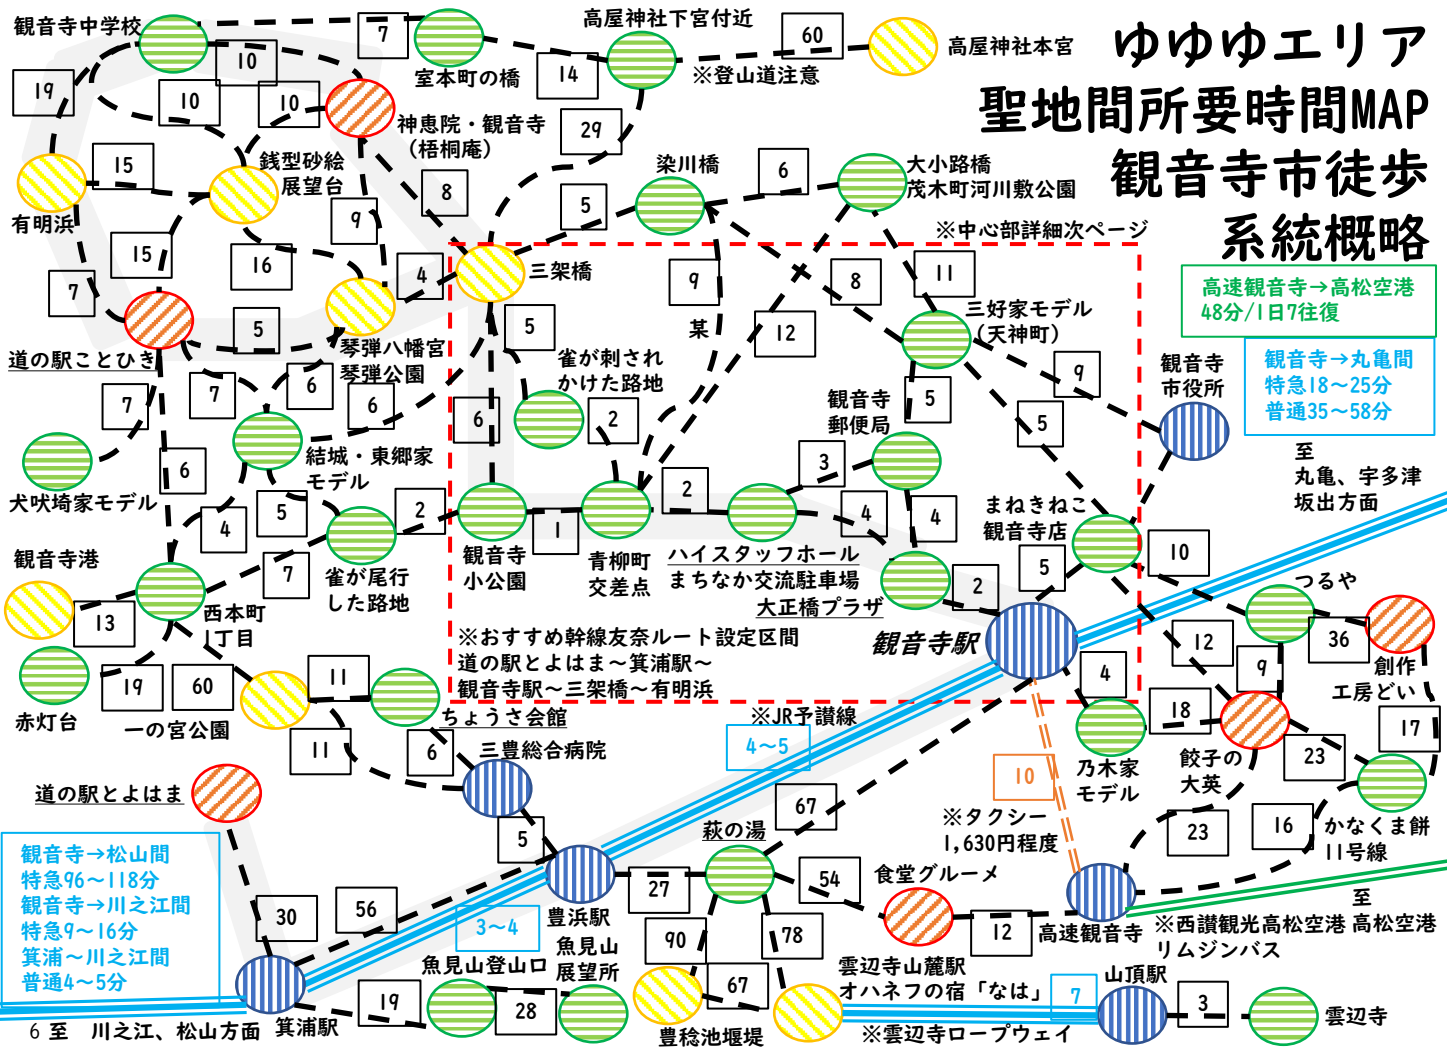 ゆゆゆエリア
聖地間所要時間MAP
観音寺市徒歩
系統概略
観音寺中学校
7
室本町の橋
高屋神社下宮付近
60
高屋神社本宮
※登山道注意
14
10
19
10
10
神恵院・観音寺
(梧桐庵)
29
15
銭型砂絵
展望台
有明浜
8
染川橋
6
大小路橋
茂木町河川敷公園
5
9
15
16
※中心部詳細次ページ
三架橋
4
7
9
某
8
11
12
高速観音寺→高松空港
48分/1日7往復
三好家モデル
(天神町)
観音寺→丸亀間
特急18～25分
普通35～58分
5
5
道の駅ことひき
琴弾八幡宮
琴弾公園
雀が刺され
かけた路地
観音寺
市役所
9
7
7
6
6
6
2
観音寺
郵便局
5
5
至
丸亀、宇多津
坂出方面
犬吠埼家モデル
6
結城・東郷家
モデル
3
2
4
5
2
1
4
4
まねきねこ
観音寺店
観音寺
小公園
青柳町
交差点
ハイスタッフホール
まちなか交流駐車場
大正橋プラザ
観音寺港
7
雀が尾行
した路地
2
5
10
つるや
13
西本町
1丁目
観音寺駅
12
36
創作
工房どい
※おすすめ幹線友奈ルート設定区間
道の駅とよはま～箕浦駅～
観音寺駅～三架橋～有明浜
9
4
赤灯台
19
60
一の宮公園
11
ちょうさ会館
18
17
11
6
三豊総合病院
※JR予讃線
4～5
10
乃木家
モデル
餃子の
大英
23
道の駅とよはま
67
※タクシー
1,630円程度
23
16
かなくま餅
11号線
5
萩の湯
観音寺→松山間
特急96～118分
観音寺→川之江間
特急9～16分
箕浦～川之江間
普通4～5分
30
56
豊浜駅
27
54
食堂グルーメ
至
高松空港
3～4
12
高速観音寺
※西讃観光高松空港
リムジンバス
90
78
魚見山登山口
魚見山
展望所
67
雲辺寺山麓駅
オハネフの宿「なは」
7
山頂駅
3
雲辺寺
19
28
6 至 川之江、松山方面
箕浦駅
豊稔池堰堤
※雲辺寺ロープウェイ